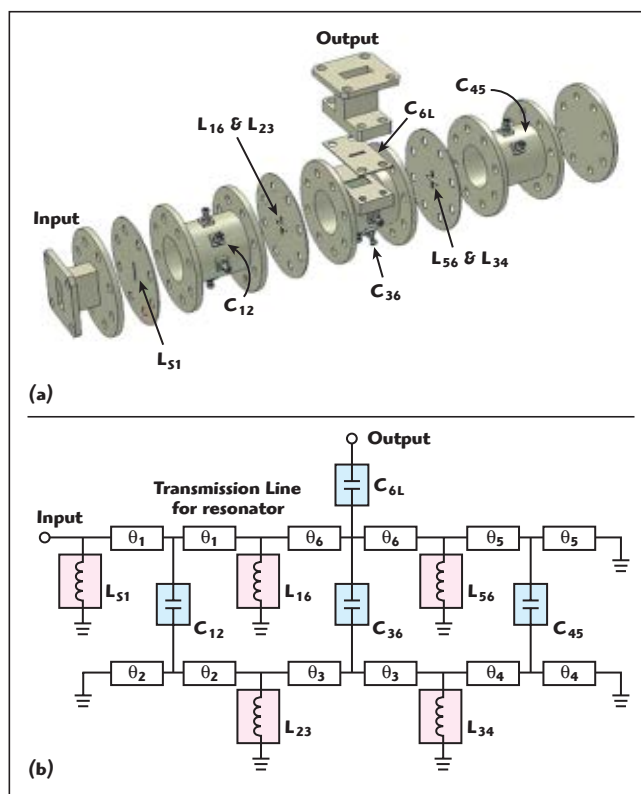 Output
C₄₅
C₆L
L₁₆ & L₂₃
Input
L₅₆ & L₃₄
C₃₆
C₁₂
Lₛ₁
(a)
Output
C₆L
Transmission Line
for resonator
Input
θ₁ θ₁ θ₆ θ₆ θ₅ θ₅
Lₛ₁ L₁₆ L₅₆
C₁₂ C₃₆ C₄₅
θ₂ θ₂ θ₃ θ₃ θ₄ θ₄
L₂₃ L₃₄
(b)